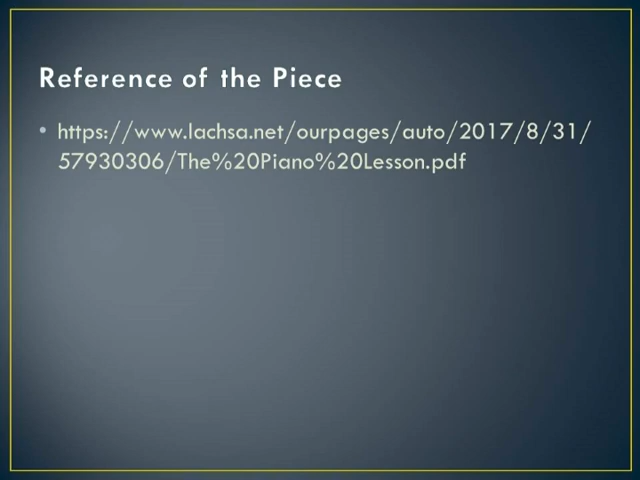 Reference of the Piece
• https://www.lachsa.net/ourpages/auto/2017/8/31/
57930306/The%20Piano%20Lesson.pdf